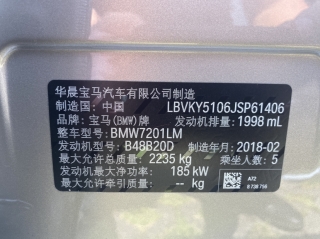 华晨宝马汽车有限公司制造
制造国：中国 LBVKY5106JSP61406
品牌：宝马(BMW)牌 发动机排量：1998 mL
整车型号：BMW7201LM
发动机型号：B48B20D 制造年月：2018-02
最大允许总质量：2235 kg 乘坐人数：5
发动机最大净功率：185 kW A72
最大允许牵引质量：-- kg